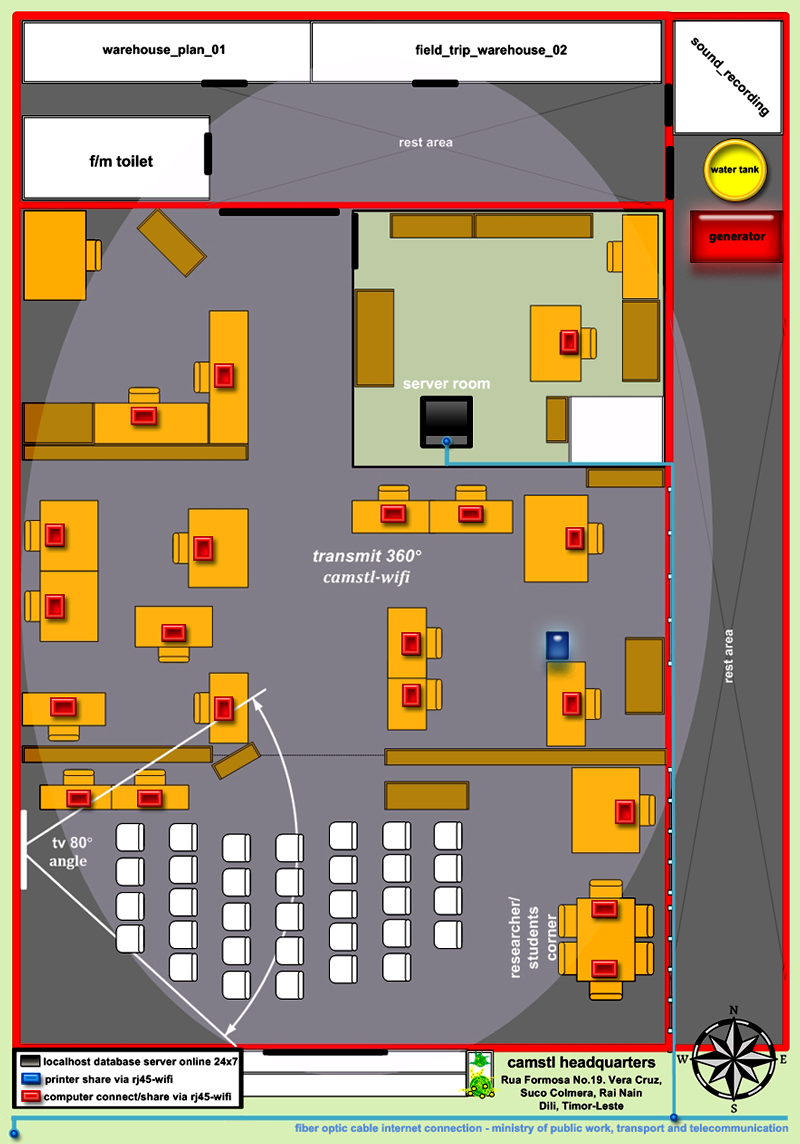 warehouse_plan_01
field_trip_warehouse_02
sound_recording
rest area
f/m toilet
water tank
generator
server room
transmit 360°
camstl-wifi
rest area
tv 80°
angle
researcher/
students
corner
N
W
E
S
localhost database server online 24x7
printer share via rj45-wifi
computer connect/share via rj45-wifi
camstl headquarters
Rua Formosa No.19. Vera Cruz,
Suco Colmera, Rai Nain
Dili, Timor-Leste
fiber optic cable internet connection - ministry of public work, transport and telecommunication